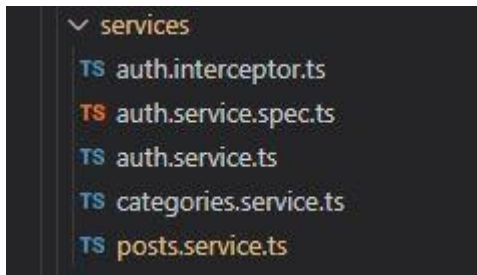 services
TS auth.interceptor.ts
TS auth.service.spec.ts
TS auth.service.ts
TS categories.service.ts
TS posts.service.ts